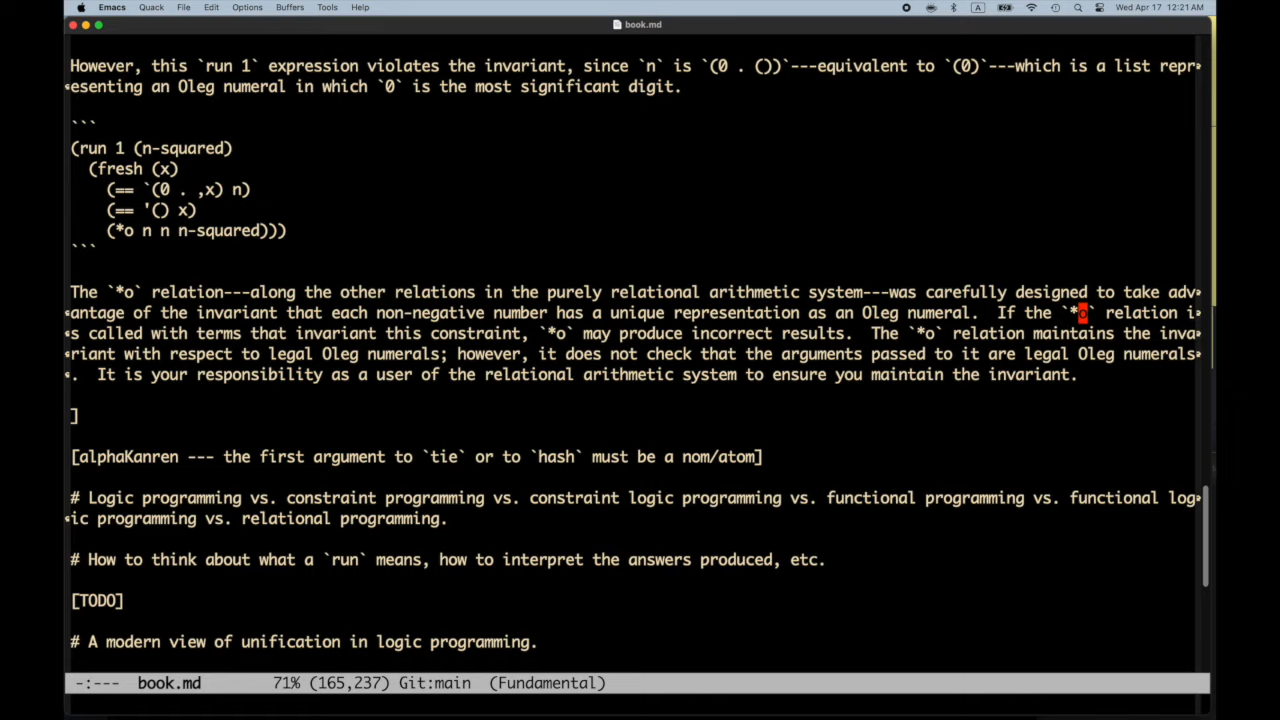 Emacs Quack File Edit Options Buffers Tools Help A Wed Apr 17 12:21 AM
book.md
However, this `run 1` expression violates the invariant, since `n` is `(0 . ())`---equivalent to `(0)`---which is a list repr
esenting an Oleg numeral in which `0` is the most significant digit.
```
(run 1 (n-squared)
(fresh (x)
(== `(0 . ,x) n)
(== '() x)
(*o n n n-squared)))
```
The `*o` relation---along the other relations in the purely relational arithmetic system---was carefully designed to take adv
antage of the invariant that each non-negative number has a unique representation as an Oleg numeral.  If the `*o` relation i
s called with terms that invariant this constraint, `*o` may produce incorrect results.  The `*o` relation maintains the inva
riant with respect to legal Oleg numerals; however, it does not check that the arguments passed to it are legal Oleg numerals
.  It is your responsibility as a user of the relational arithmetic system to ensure you maintain the invariant.
]
[alphaKanren --- the first argument to `tie` or to `hash` must be a nom/atom]
# Logic programming vs. constraint programming vs. constraint logic programming vs. functional programming vs. functional log
ic programming vs. relational programming.
# How to think about what a `run` means, how to interpret the answers produced, etc.
[TODO]
# A modern view of unification in logic programming.
-:--- book.md 71% (165,237) Git:main (Fundamental)